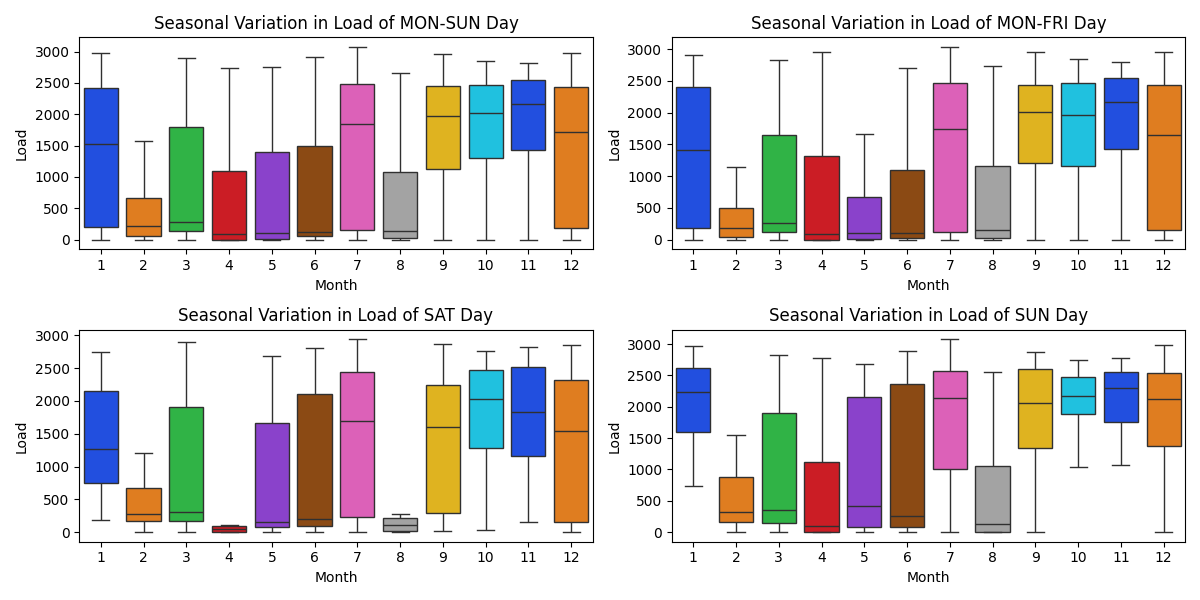 Seasonal Variation in Load of MON-SUN Day
3000
2500
2000
1500
1000
500
0
Load
1 2 3 4 5 6 7 8 9 10 11 12
Month
Seasonal Variation in Load of MON-FRI Day
3000
2500
2000
1500
1000
500
0
Load
1 2 3 4 5 6 7 8 9 10 11 12
Month
Seasonal Variation in Load of SAT Day
3000
2500
2000
1500
1000
500
0
Load
1 2 3 4 5 6 7 8 9 10 11 12
Month
Seasonal Variation in Load of SUN Day
3000
2500
2000
1500
1000
500
0
Load
1 2 3 4 5 6 7 8 9 10 11 12
Month